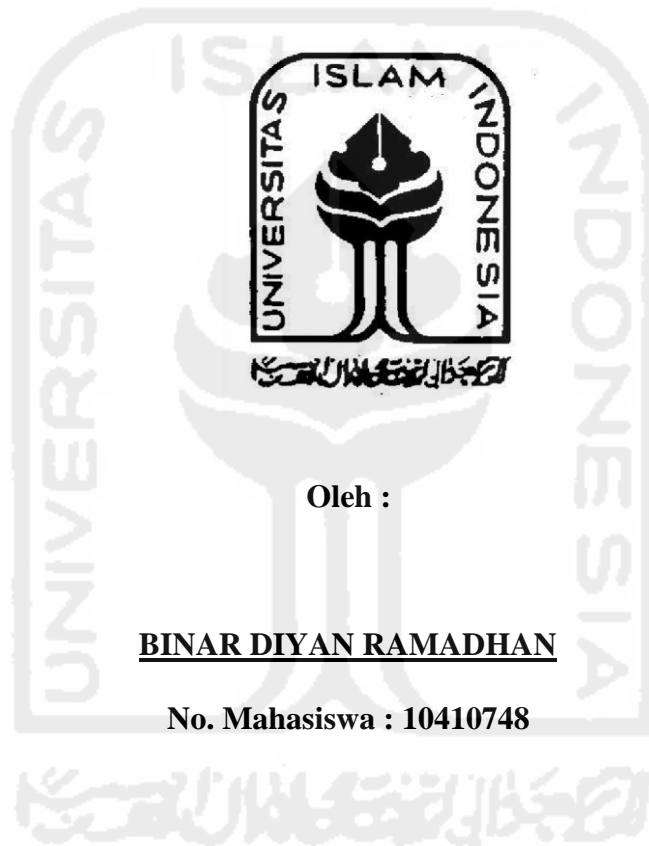 ISLAM
UNIVERSITAS
INDONESIA
Oleh :
BINAR DIYAN RAMADHAN
No. Mahasiswa : 10410748